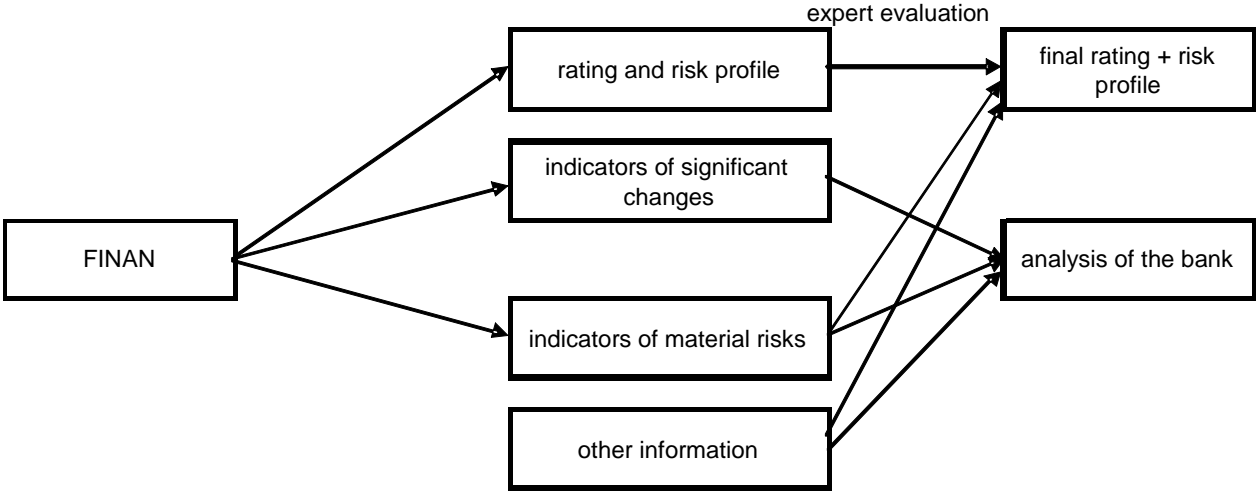 expert evaluation
rating and risk profile
final rating + risk
profile
indicators of significant
changes
FINAN
analysis of the bank
indicators of material risks
other information